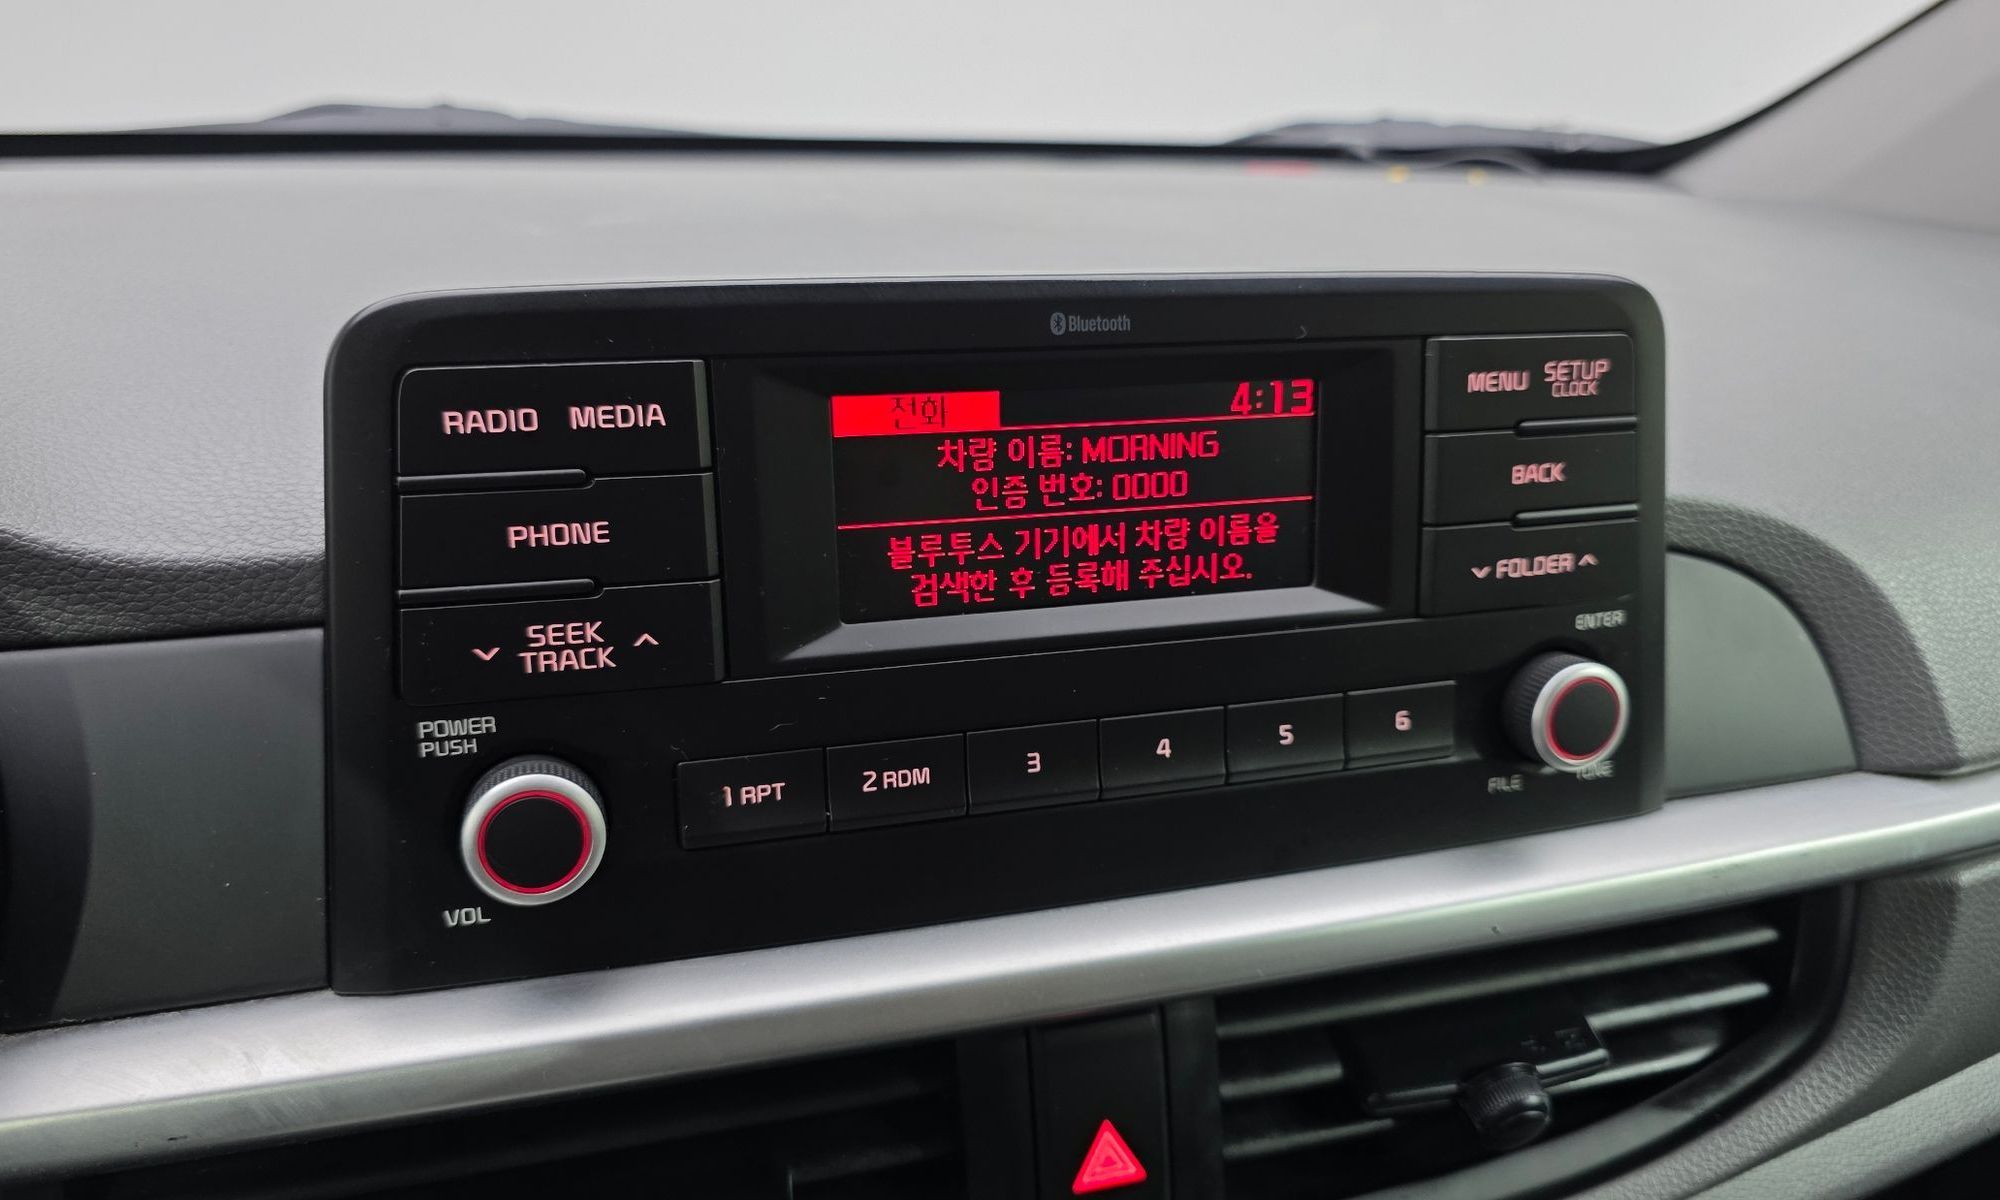 Bluetooth
RADIO MEDIA
PHONE
SEEK
TRACK
POWER
PUSH
VOL
전화 4:13
차량 이름: MORNING
인증 번호: 0000
블루투스 기기에서 차량 이름을
검색한 후 등록해 주십시오.
MENU SETUP
CLOCK
BACK
FOLDER
ENTER
FILE TUNE
1 RPT 2 RDM 3 4 5 6